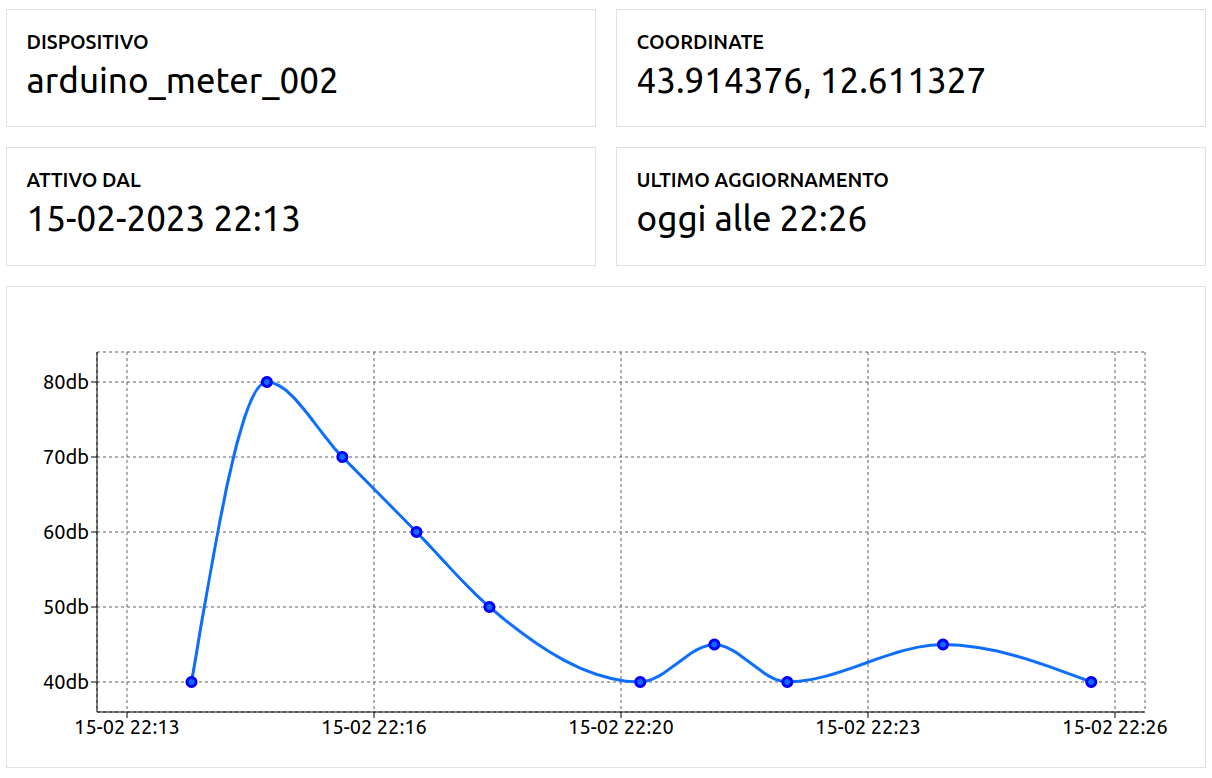 DISPOSITIVO
arduino_meter_002
COORDINATE
43.914376, 12.611327
ATTIVO DAL
15-02-2023 22:13
ULTIMO AGGIORNAMENTO
oggi alle 22:26
80db
70db
60db
50db
40db
15-02 22:13
15-02 22:16
15-02 22:20
15-02 22:23
15-02 22:26